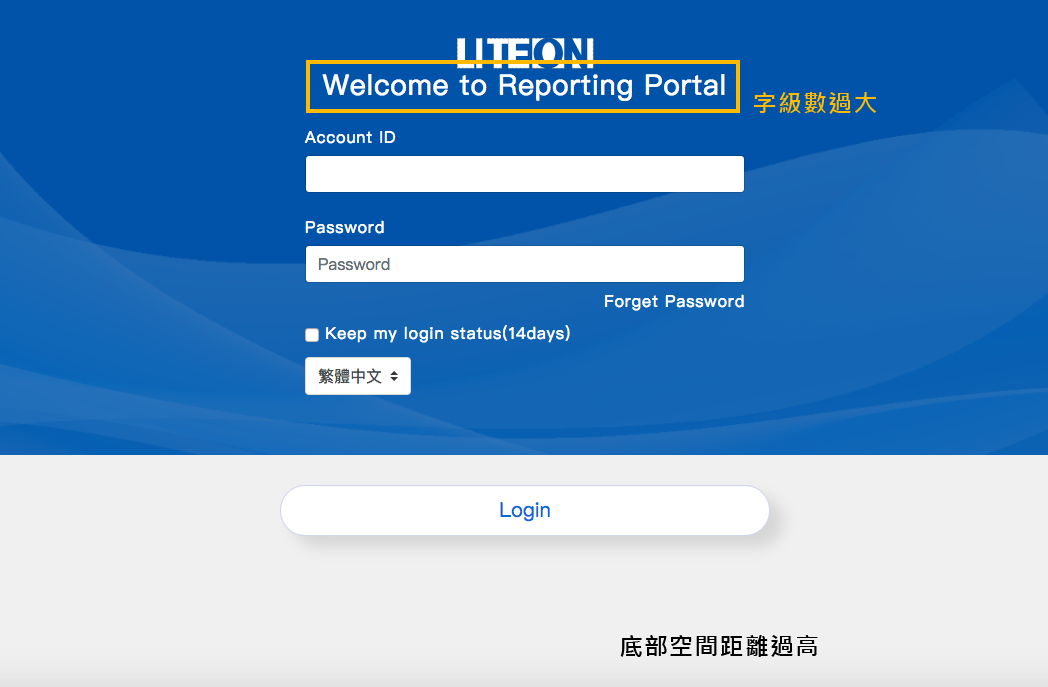 LITEON
Welcome to Reporting Portal
字級數過大
Account ID
Password
Password
Forget Password
Keep my login status(14days)
繁體中文
Login
底部空間距離過高